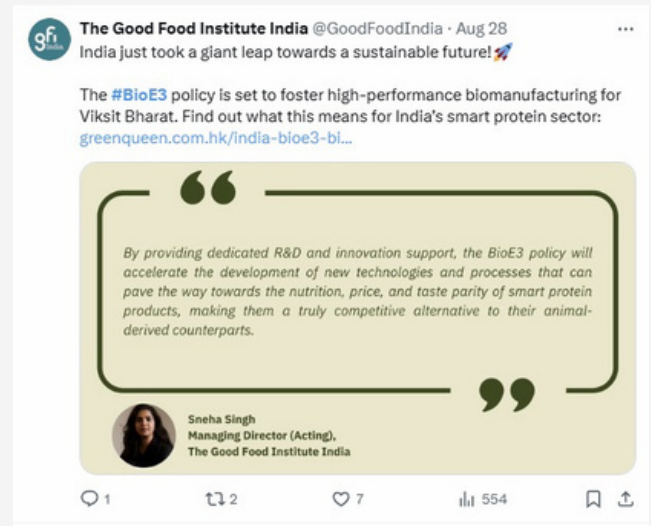 gfi
India
The Good Food Institute India @GoodFoodIndia · Aug 28
India just took a giant leap towards a sustainable future!🚀
The #BioE3 policy is set to foster high-performance biomanufacturing for
Viksit Bharat. Find out what this means for India's smart protein sector:
greenqueen.com.hk/india-bioe3-bi...
By providing dedicated R&D and innovation support, the BioE3 policy will
accelerate the development of new technologies and processes that can
pave the way towards the nutrition, price, and taste parity of smart protein
products, making them a truly competitive alternative to their animal-
derived counterparts.
Sneha Singh
Managing Director (Acting),
The Good Food Institute India
1 2 7 554